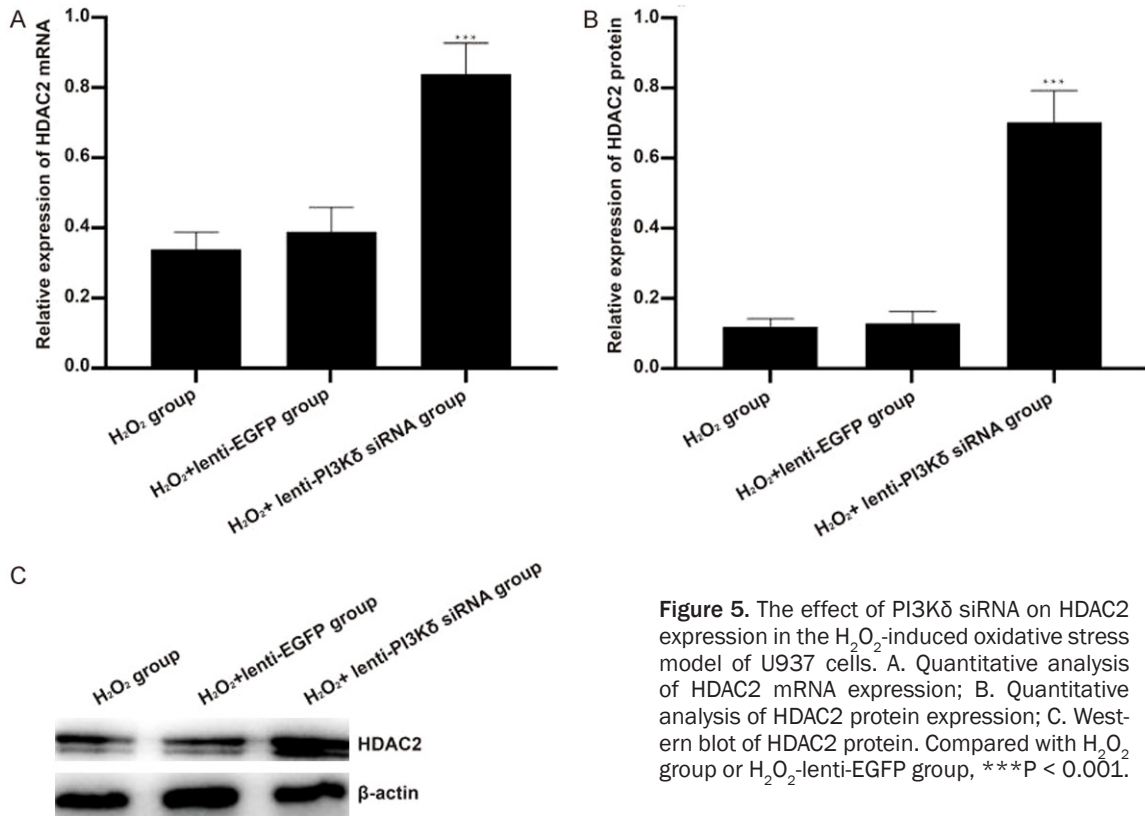 A
Relative expression of HDAC2 mRNA
1.0
0.8
0.6
0.4
0.2
0.0
***
H₂O₂ group
H₂O₂+lenti-EGFP group
H₂O₂+ lenti-PI3Kδ siRNA group
B
Relative expression of HDAC2 protein
1.0
0.8
0.6
0.4
0.2
0.0
***
H₂O₂ group
H₂O₂+lenti-EGFP group
H₂O₂+ lenti-PI3Kδ siRNA group
C
H₂O₂ group
H₂O₂+lenti-EGFP group
H₂O₂+ lenti-PI3Kδ siRNA group
HDAC2
β-actin
Figure 5. The effect of PI3Kδ siRNA on HDAC2
expression in the H₂O₂-induced oxidative stress
model of U937 cells. A. Quantitative analysis
of HDAC2 mRNA expression; B. Quantitative
analysis of HDAC2 protein expression; C. West-
ern blot of HDAC2 protein. Compared with H₂O₂
group or H₂O₂-lenti-EGFP group, ***P < 0.001.